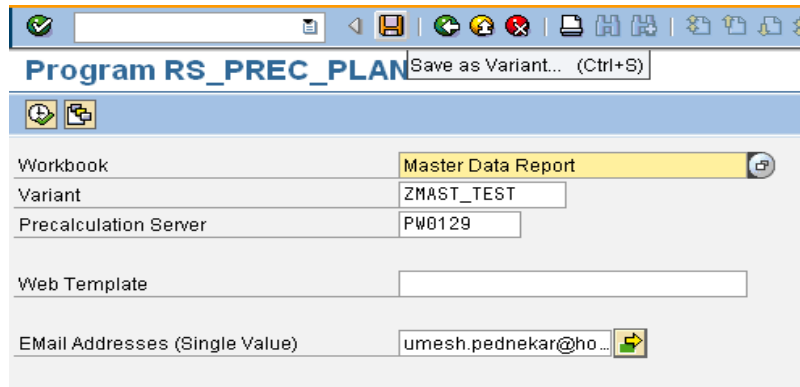 Program RS_PREC_PLAN
Save as Variant... (Ctrl+S)
Workbook Master Data Report
Variant ZMAST_TEST
Precalculation Server PW0129
Web Template
EMail Addresses (Single Value) umesh.pednekar@ho...